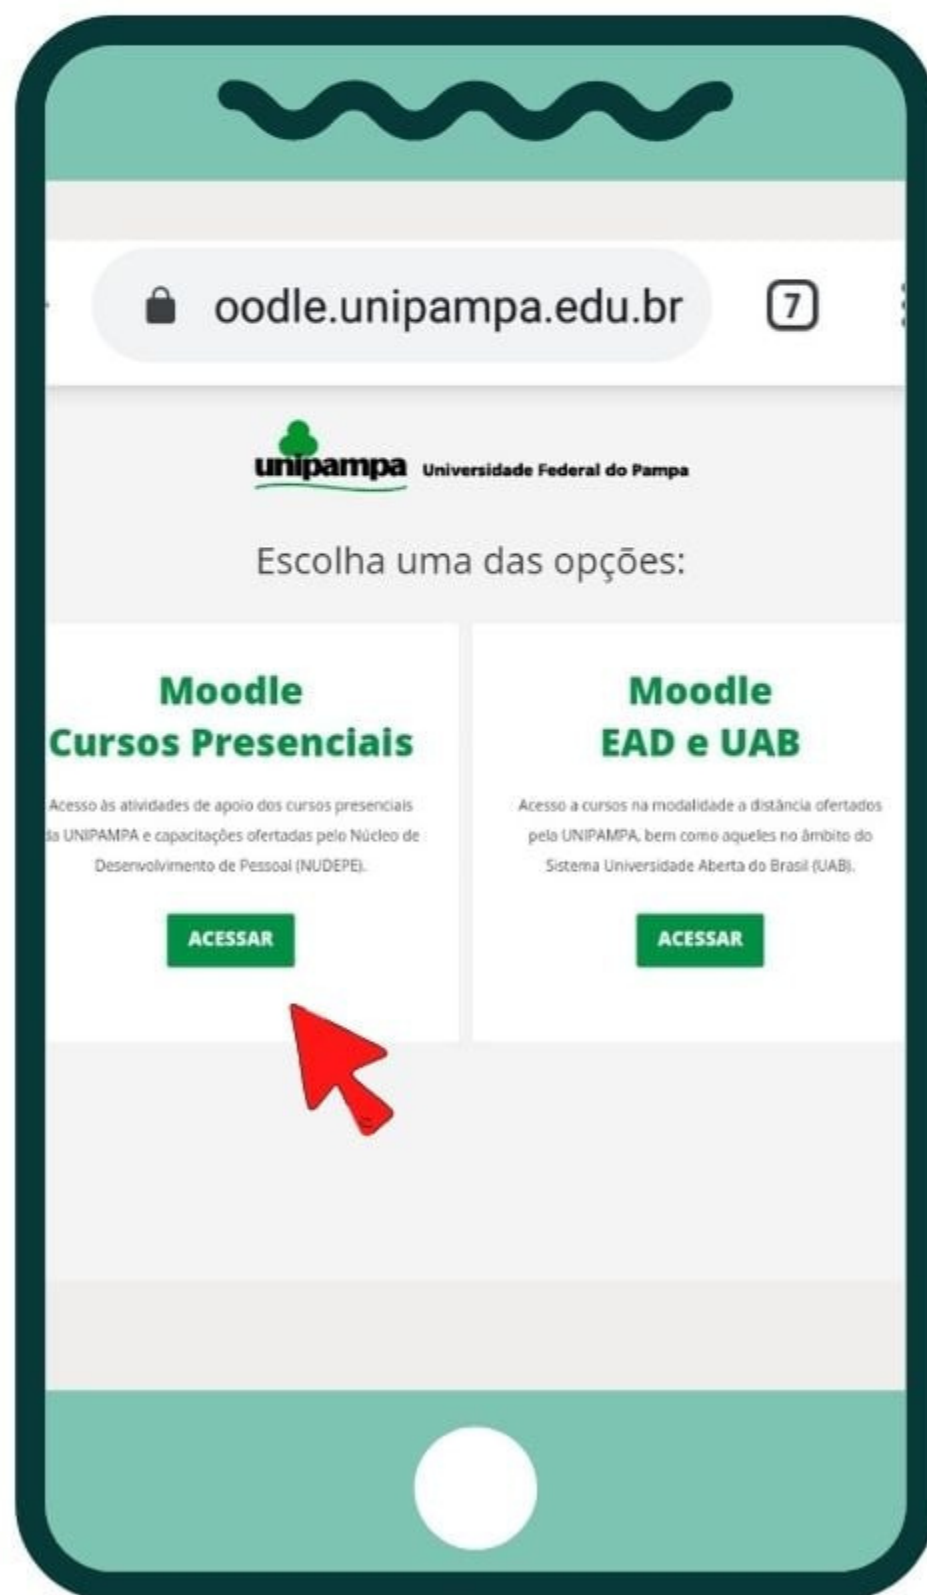 oodle.unipampa.edu.br
7
unipampa Universidade Federal do Pampa
Escolha uma das opções:
Moodle
Cursos Presenciais
Acesso às atividades de apoio dos cursos presenciais
da UNIPAMPA e capacitações ofertadas pelo Núcleo de
Desenvolvimento de Pessoal (NUDEPE).
ACESSAR
Moodle
EAD e UAB
Acesso a cursos na modalidade a distância ofertados
pela UNIPAMPA, bem como aqueles no âmbito do
Sistema Universidade Aberta do Brasil (UAB).
ACESSAR